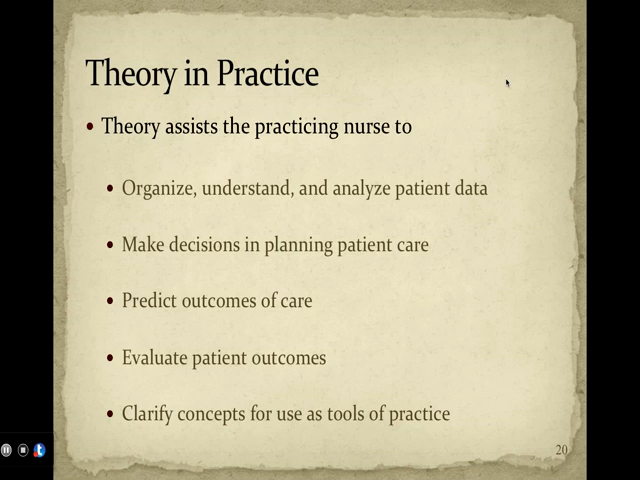 Theory in Practice
• Theory assists the practicing nurse to
• Organize, understand, and analyze patient data
• Make decisions in planning patient care
• Predict outcomes of care
• Evaluate patient outcomes
• Clarify concepts for use as tools of practice
20
t